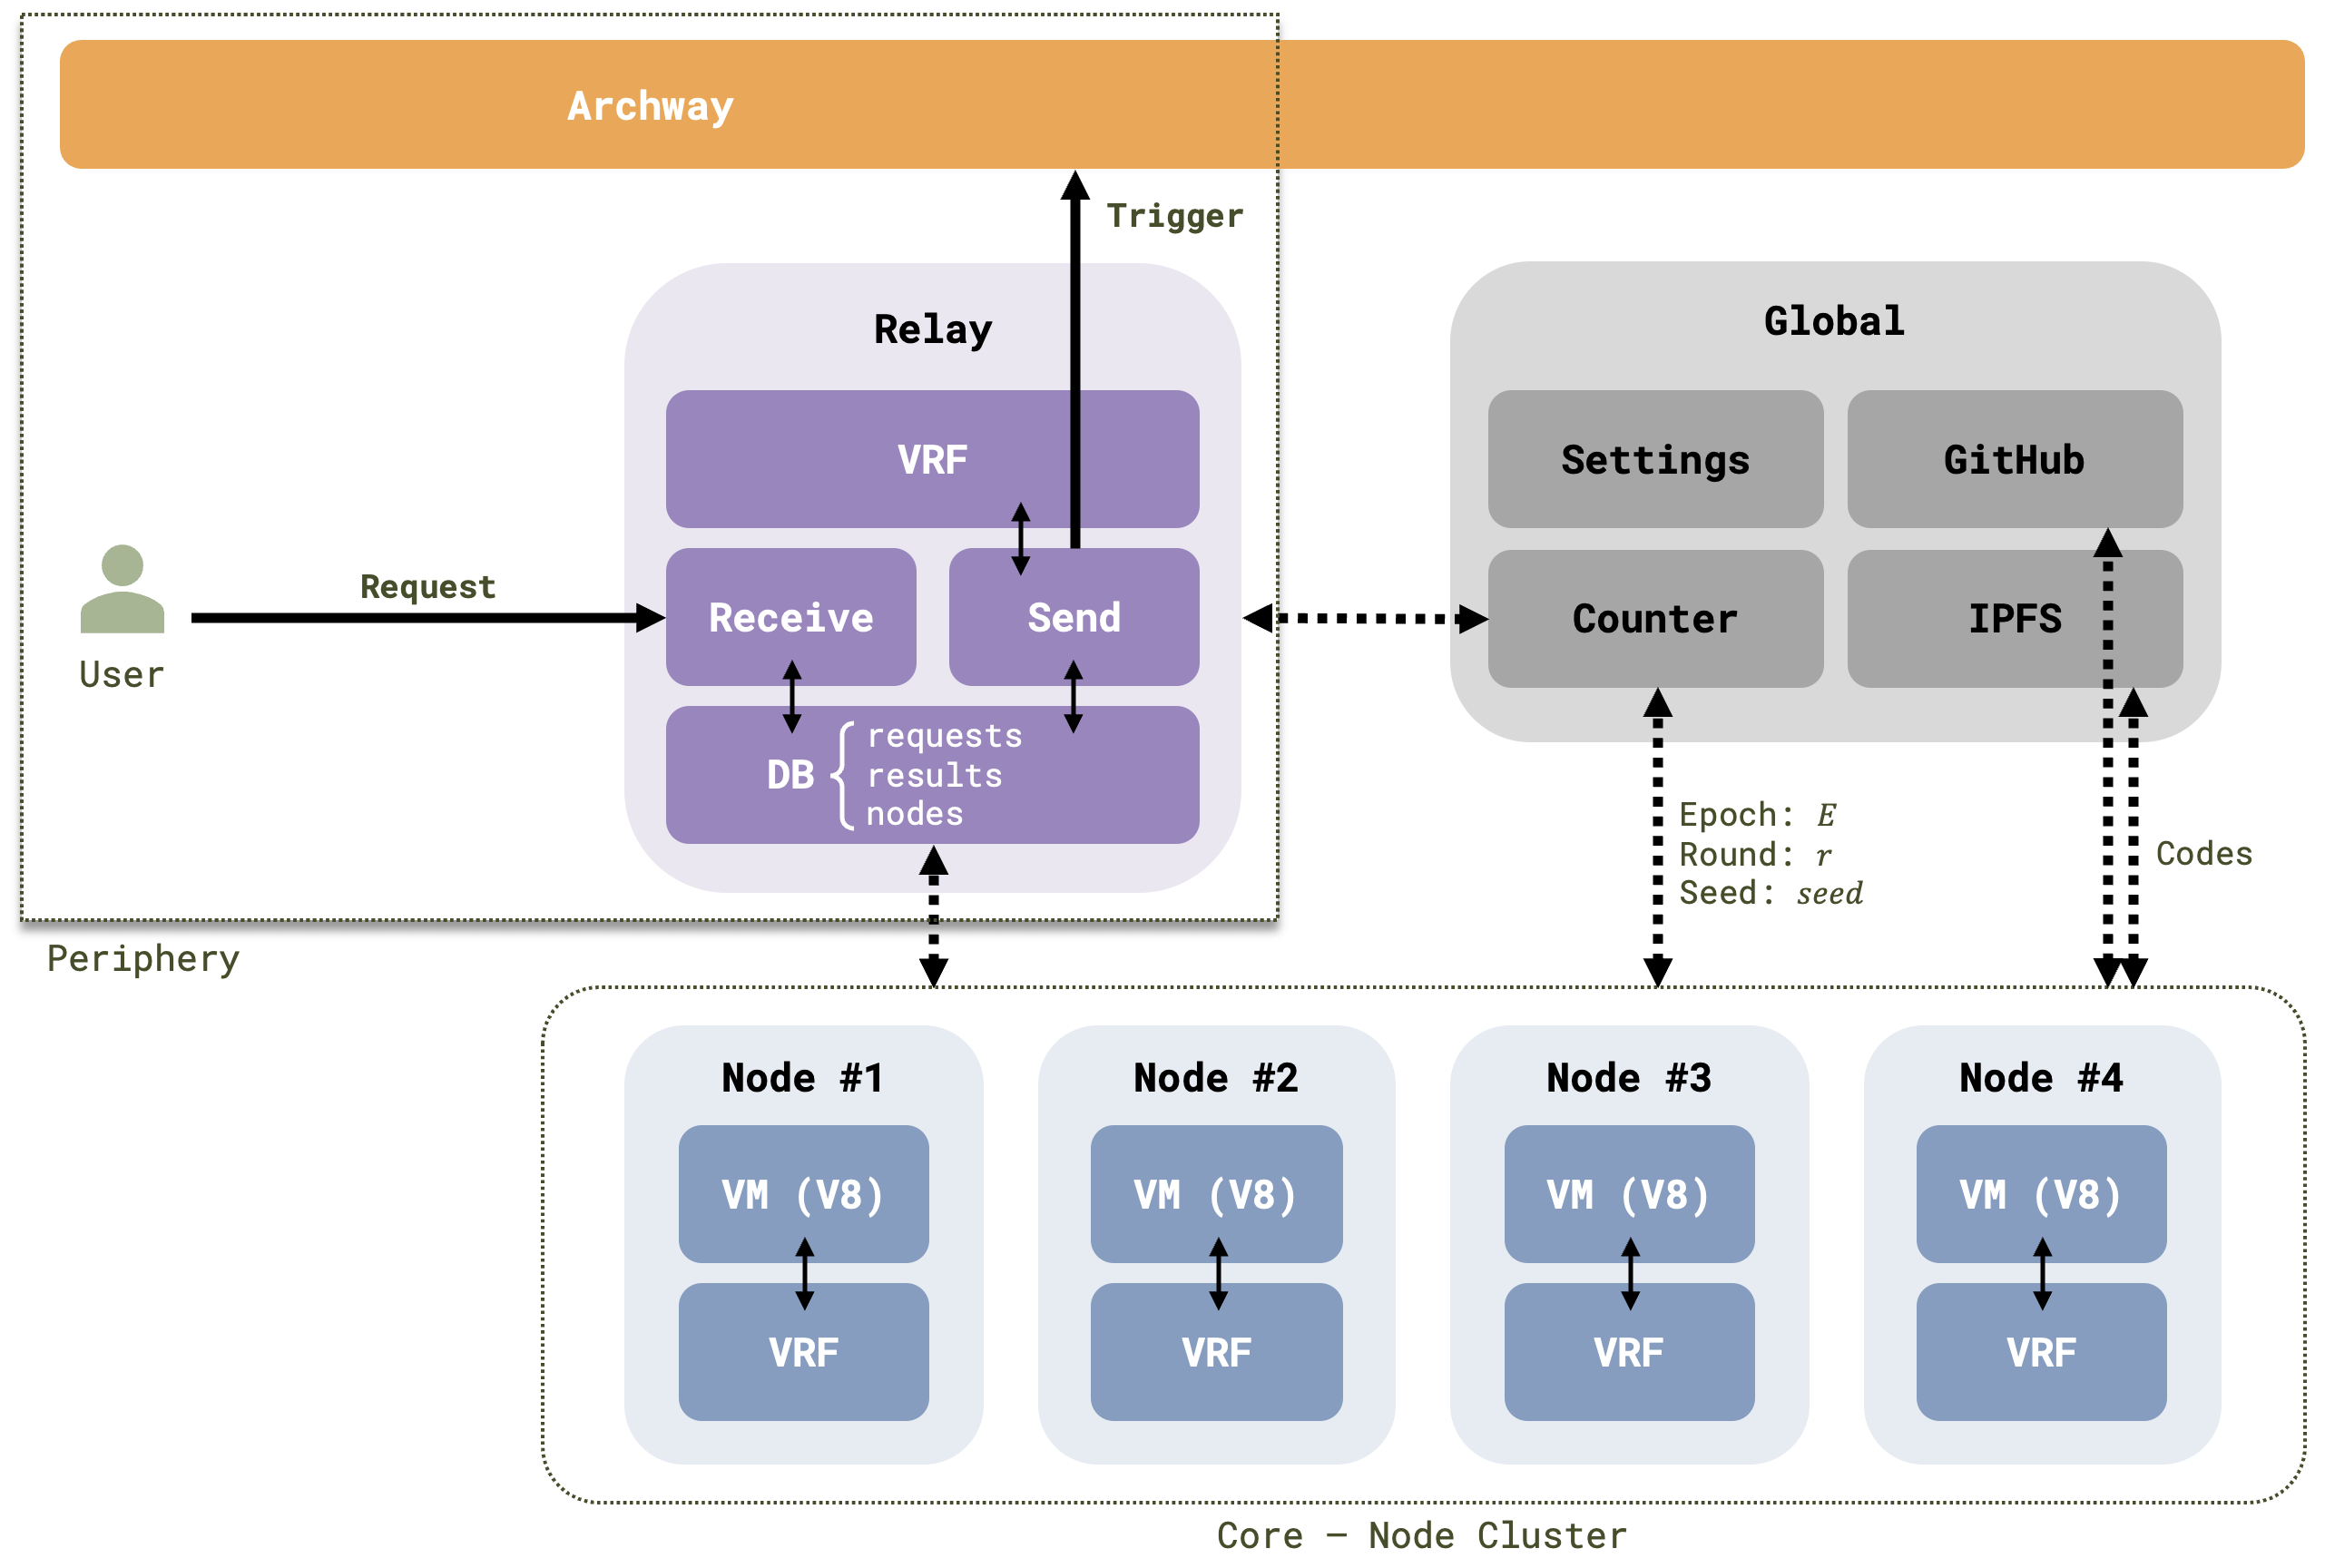 Archway
Trigger
Relay
VRF
Request
User
Receive
Send
DB
requests
results
nodes
Periphery
Global
Settings
GitHub
Counter
IPFS
Epoch: E
Round: r
Seed: seed
Codes
Node #1
VM (V8)
VRF
Node #2
VM (V8)
VRF
Node #3
VM (V8)
VRF
Node #4
VM (V8)
VRF
Core — Node Cluster